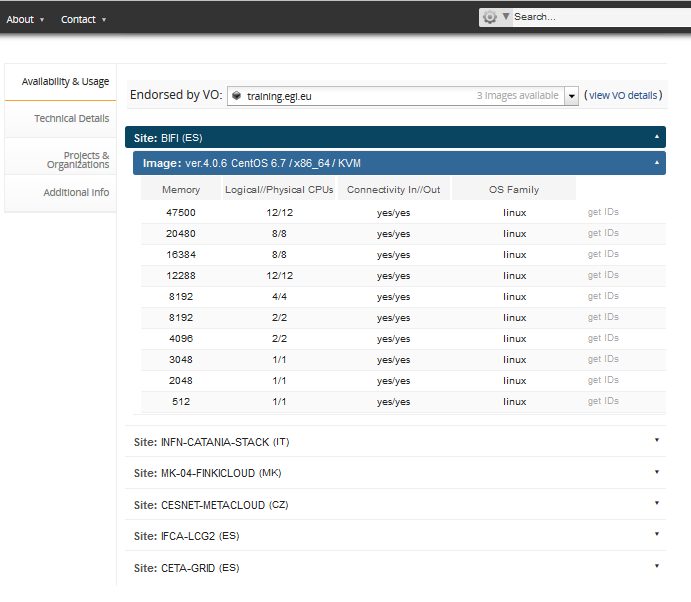 About ▾ Contact ▾ Search...
Availability & Usage
Technical Details
Projects &
Organizations
Additional Info
Endorsed by VO: training.egi.eu 3 images available (view VO details)
Site: BIFI (ES)
Image: ver.4.0.6 CentOS 6.7 / x86_64 / KVM
Memory Logical//Physical CPUs Connectivity In//Out OS Family
47500 12/12 yes/yes linux get IDs
20480 8/8 yes/yes linux get IDs
16384 8/8 yes/yes linux get IDs
12288 12/12 yes/yes linux get IDs
8192 4/4 yes/yes linux get IDs
8192 2/2 yes/yes linux get IDs
4096 2/2 yes/yes linux get IDs
3048 1/1 yes/yes linux get IDs
2048 1/1 yes/yes linux get IDs
512 1/1 yes/yes linux get IDs
Site: INFN-CATANIA-STACK (IT)
Site: MK-04-FINKICLOUD (MK)
Site: CESNET-METACLOUD (CZ)
Site: IFCA-LCG2 (ES)
Site: CETA-GRID (ES)